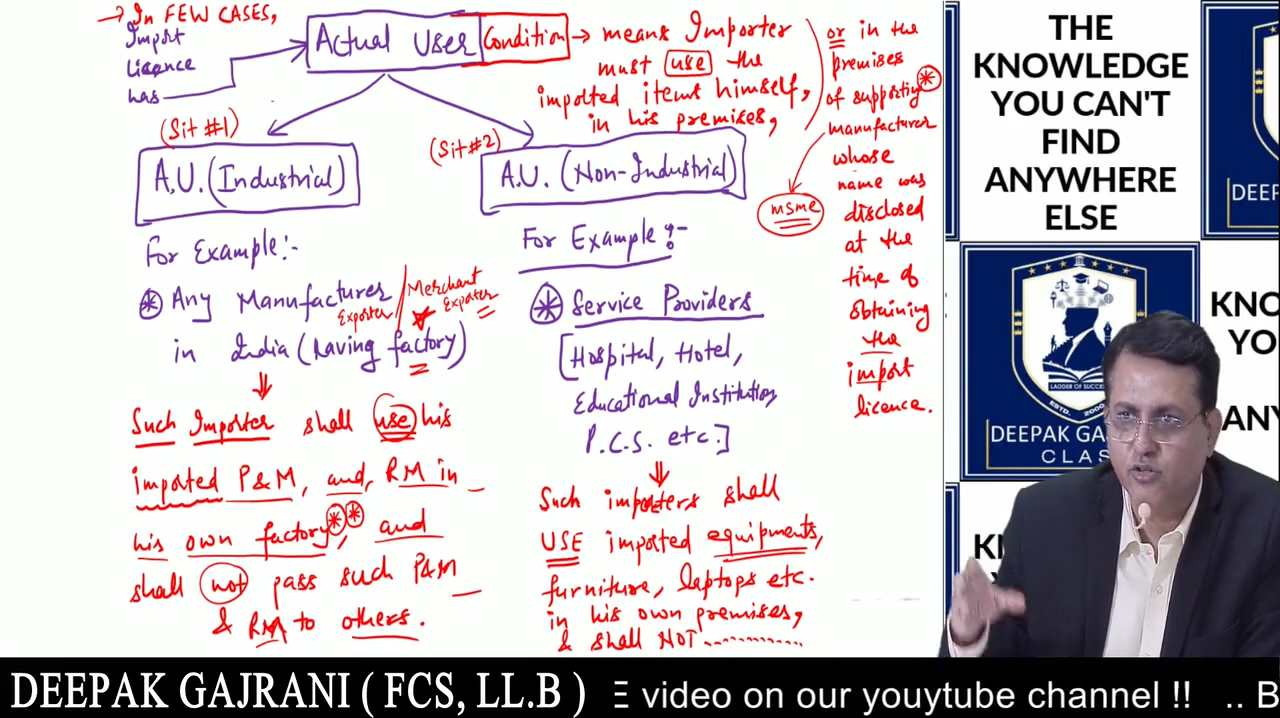 → In FEW CASES,
Import
Licence
has
Actual User Condition → means Importer
must use the
imported items himself,
in his premises,
or in the
premises
of supporting
manufacturer
whose
name was
disclosed
at the
time of
obtaining
the
import
licence.
msme
(Sit #1)
A.U. (Industrial)
For Example:-
Any Manufacturer
Exporter / Merchant
Exporter
in India (having factory)
Such Importer shall use his
imported P&M, and, RM in
his own factory, and
shall not pass such P&M
& RM to others.
(Sit #2)
A.U. (Non-Industrial)
For Example:-
Service Providers
[Hospital, Hotel,
Educational Institution,
P.C.S. etc.]
Such importers shall
USE imported equipments,
furniture, laptops etc.
in his own premises,
& shall NOT ............
THE
KNOWLEDGE
YOU CAN'T
FIND
ANYWHERE
ELSE
DEEP
LADDER OF SUCCESS
ESTD. 2000
DEEPAK GAJ
CLAS
KNO
YO
ANY
DEEPAK GAJRANI ( FCS, LL.B ) E video on our youytube channel !! .. B